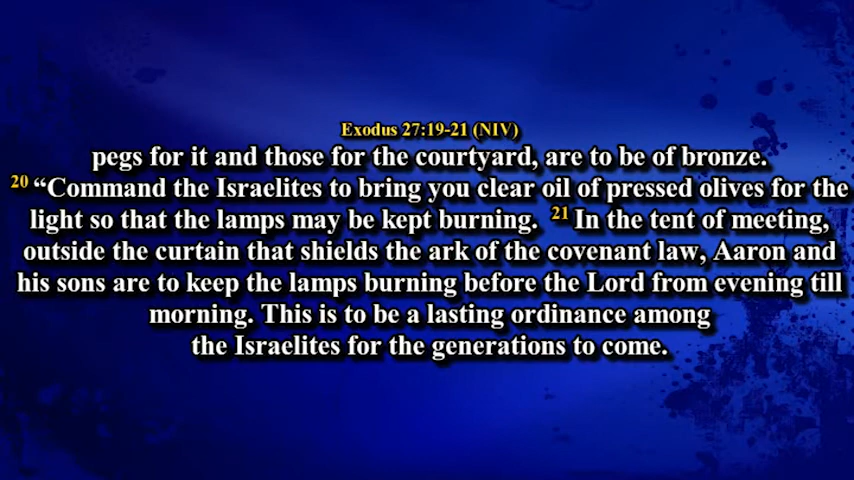 Exodus 27:19-21 (NIV)
pegs for it and those for the courtyard, are to be of bronze.
20 “Command the Israelites to bring you clear oil of pressed olives for the
light so that the lamps may be kept burning. 21 In the tent of meeting,
outside the curtain that shields the ark of the covenant law, Aaron and
his sons are to keep the lamps burning before the Lord from evening till
morning. This is to be a lasting ordinance among
the Israelites for the generations to come.